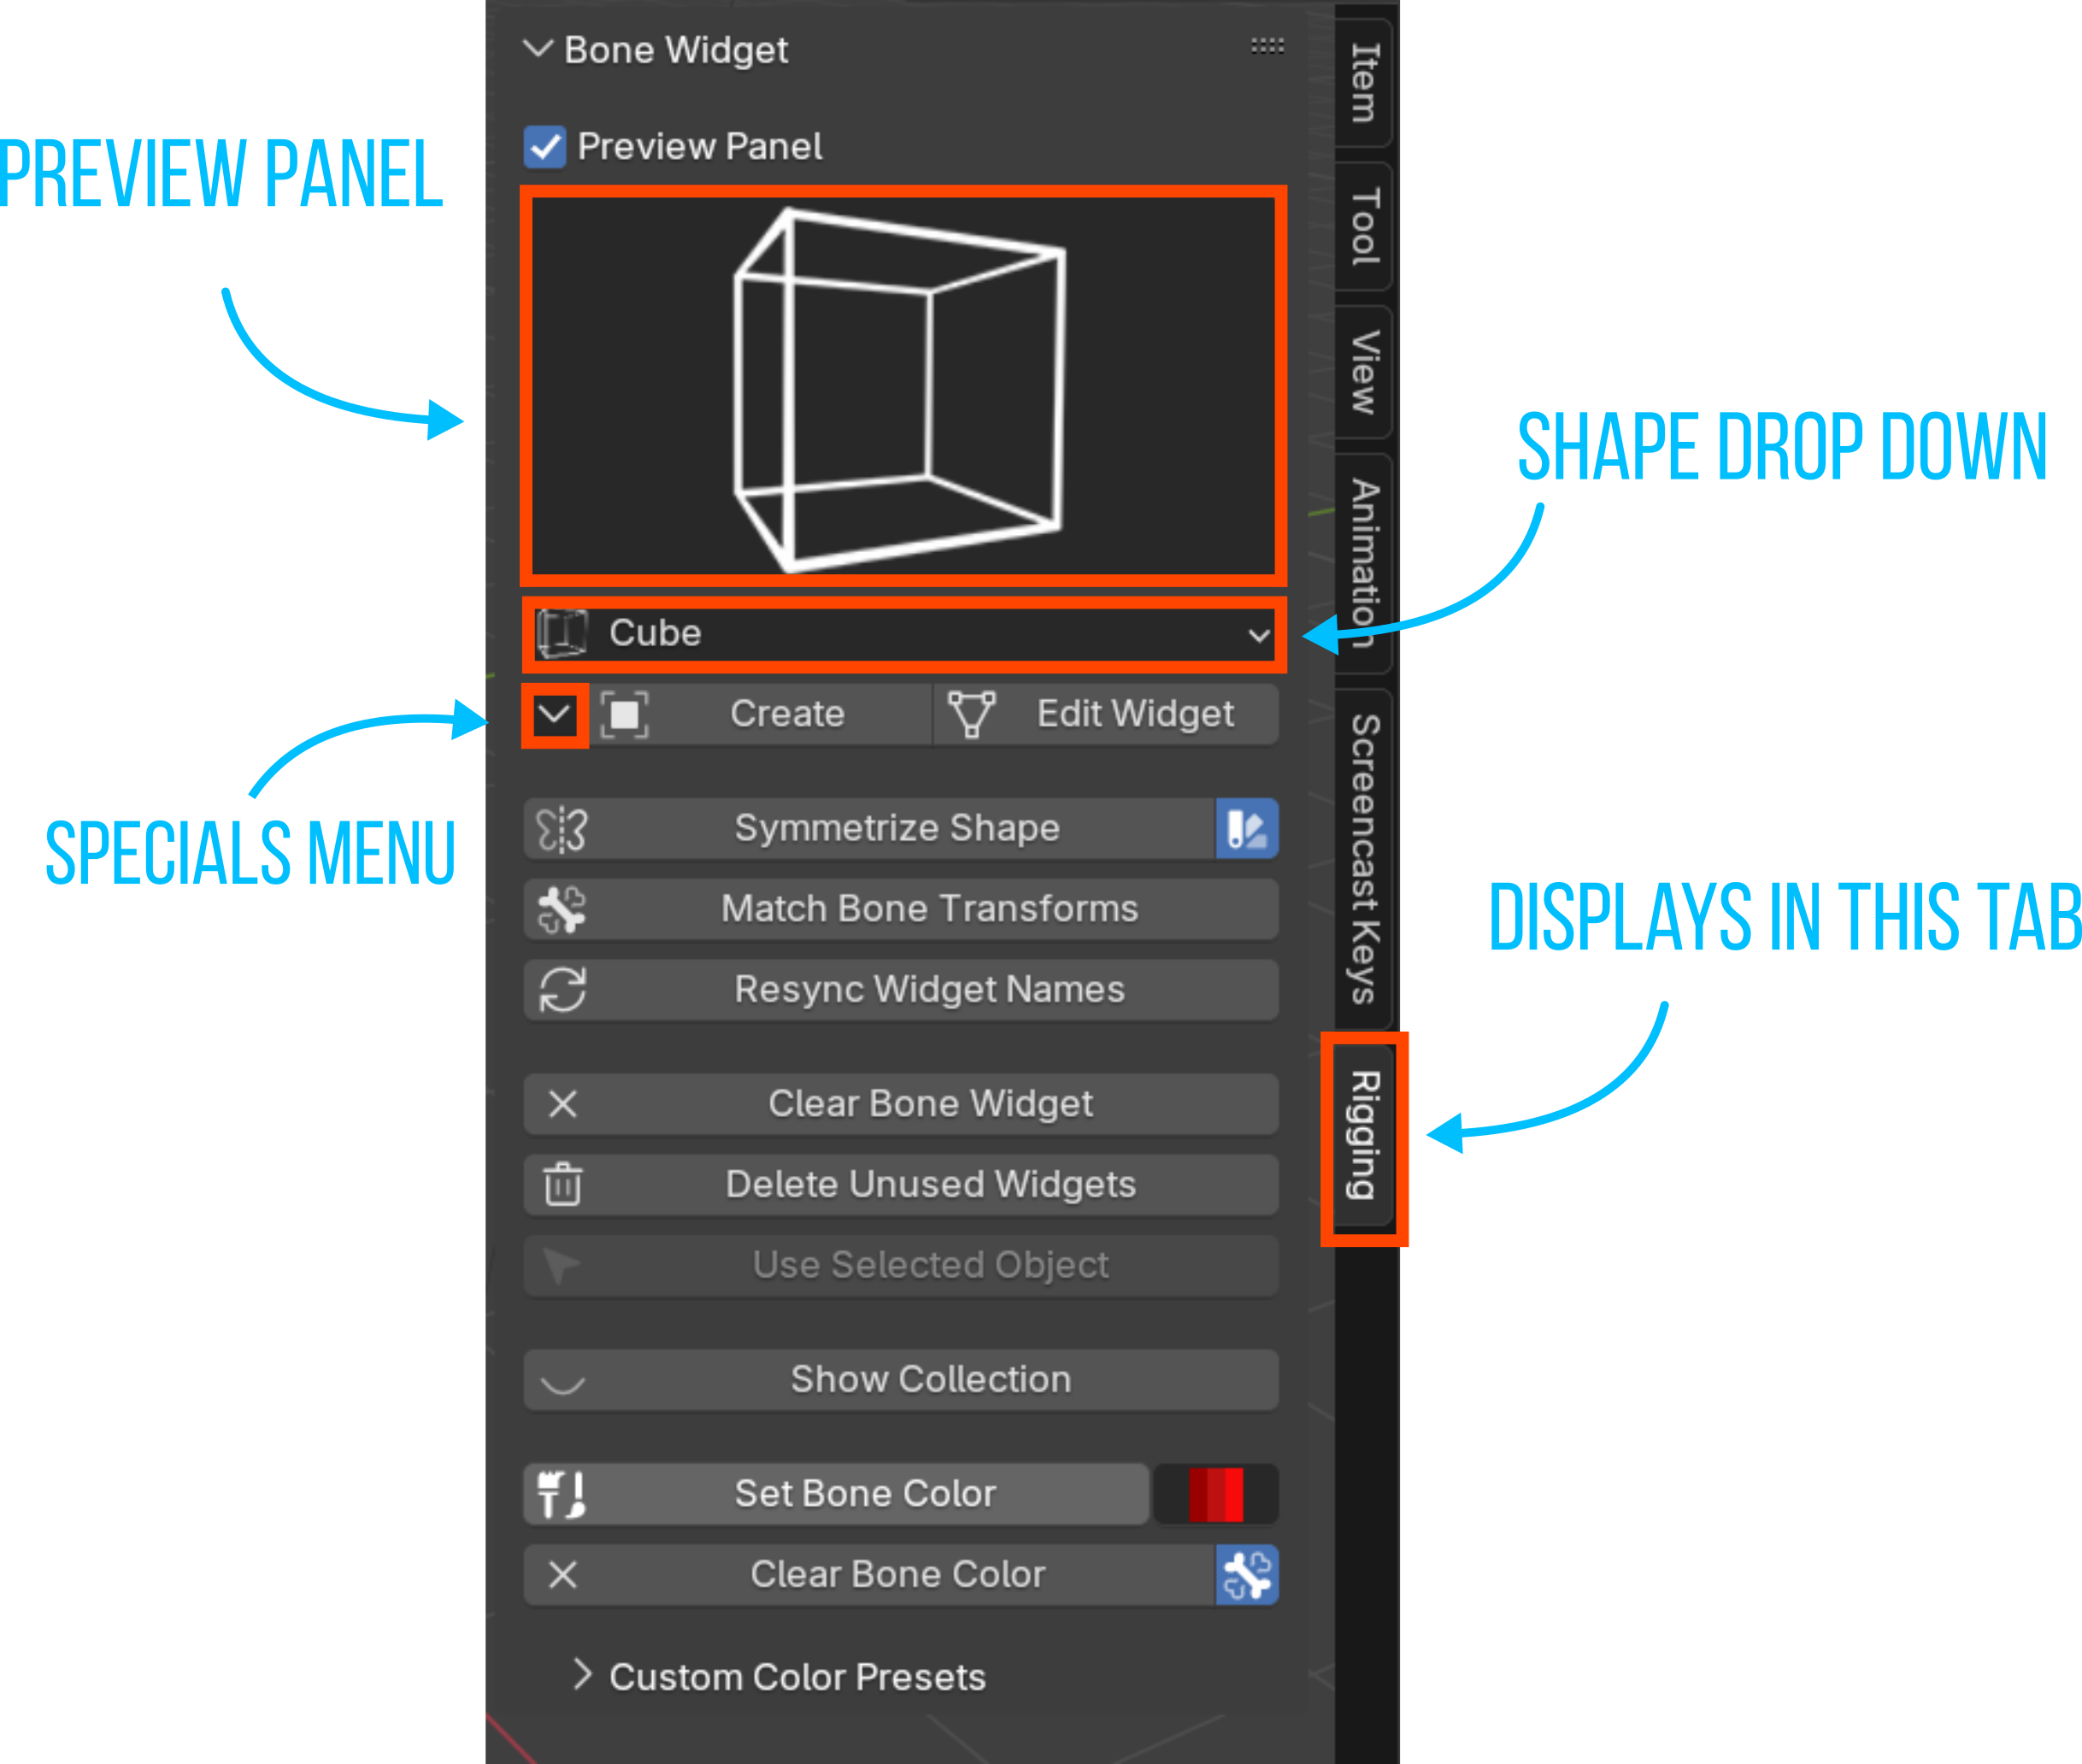 Bone Widget
Preview Panel
PREVIEW PANEL
Cube
SHAPE DROP DOWN
Create
Edit Widget
SPECIALS MENU
Symmetrize Shape
Match Bone Transforms
Resync Widget Names
DISPLAYS IN THIS TAB
Clear Bone Widget
Delete Unused Widgets
Use Selected Object
Show Collection
Set Bone Color
Clear Bone Color
Custom Color Presets
Item
Tool
View
Animation
Screencast Keys
Rigging